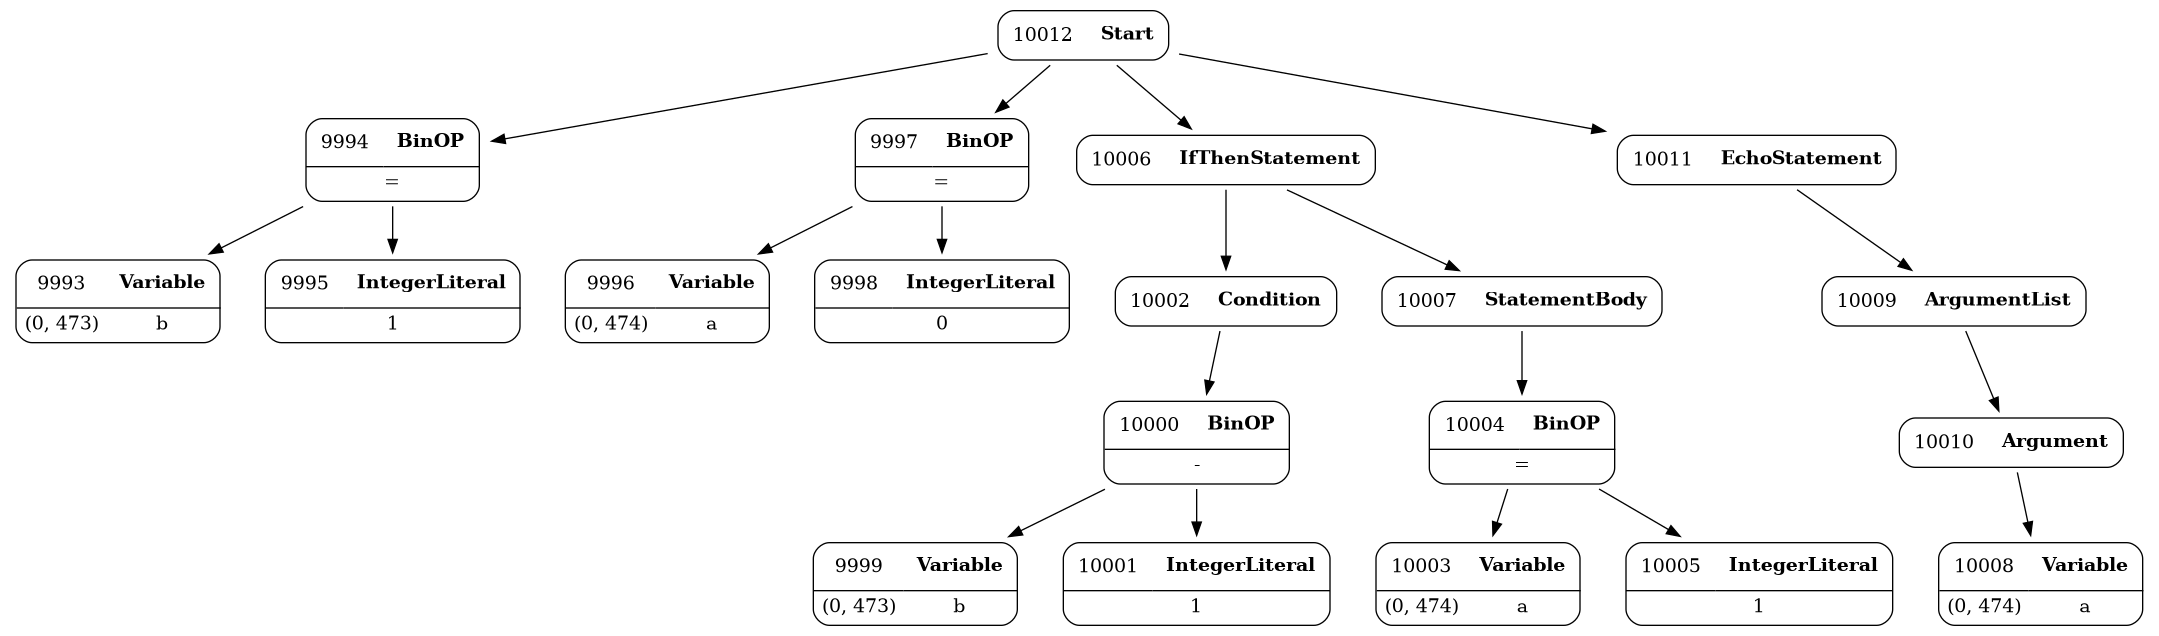 10012 Start
9994 BinOP
=
9997 BinOP
=
10006 IfThenStatement
10011 EchoStatement
9993 Variable
(0, 473) b
9995 IntegerLiteral
1
9996 Variable
(0, 474) a
9998 IntegerLiteral
0
10002 Condition
10007 StatementBody
10009 ArgumentList
10000 BinOP
-
10004 BinOP
=
10010 Argument
9999 Variable
(0, 473) b
10001 IntegerLiteral
1
10003 Variable
(0, 474) a
10005 IntegerLiteral
1
10008 Variable
(0, 474) a